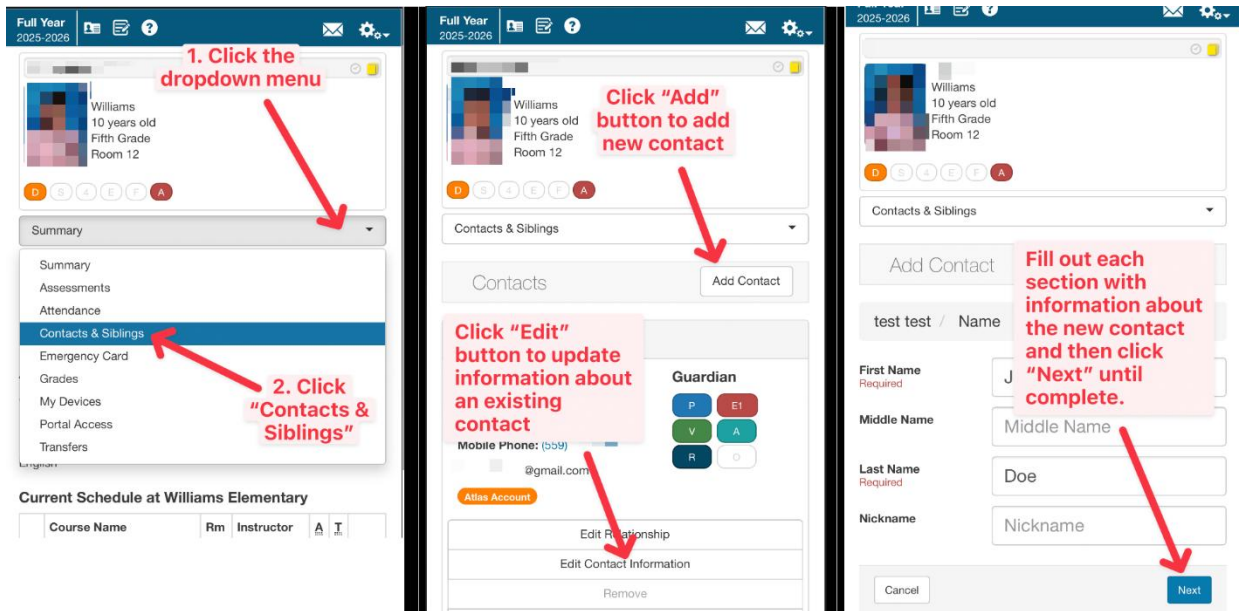 Full Year
2025-2026
1. Click the
dropdown menu
Williams
10 years old
Fifth Grade
Room 12
D S 4 E F A
Summary
Summary
Assessments
Attendance
Contacts & Siblings
Emergency Card
Grades
My Devices
Portal Access
Transfers
2. Click
“Contacts &
Siblings”
English
Current Schedule at Williams Elementary
Course Name Rm Instructor A T
Full Year
2025-2026
Williams
10 years old
Fifth Grade
Room 12
Click “Add”
button to add
new contact
D S 4 E F A
Contacts & Siblings
Contacts
Add Contact
Click “Edit”
button to update
information about
an existing
contact
Guardian
P E1
V A
R O
Mobile Phone: (559)
@gmail.com
Atlas Account
Edit Relationship
Edit Contact Information
Remove
Full Year
2025-2026
Williams
10 years old
Fifth Grade
Room 12
D S 4 E F A
Contacts & Siblings
Add Contact
Fill out each
section with
information about
the new contact
and then click
“Next” until
complete.
test test / Name
First Name
Required
J
Middle Name
Middle Name
Last Name
Required
Doe
Nickname
Nickname
Cancel
Next